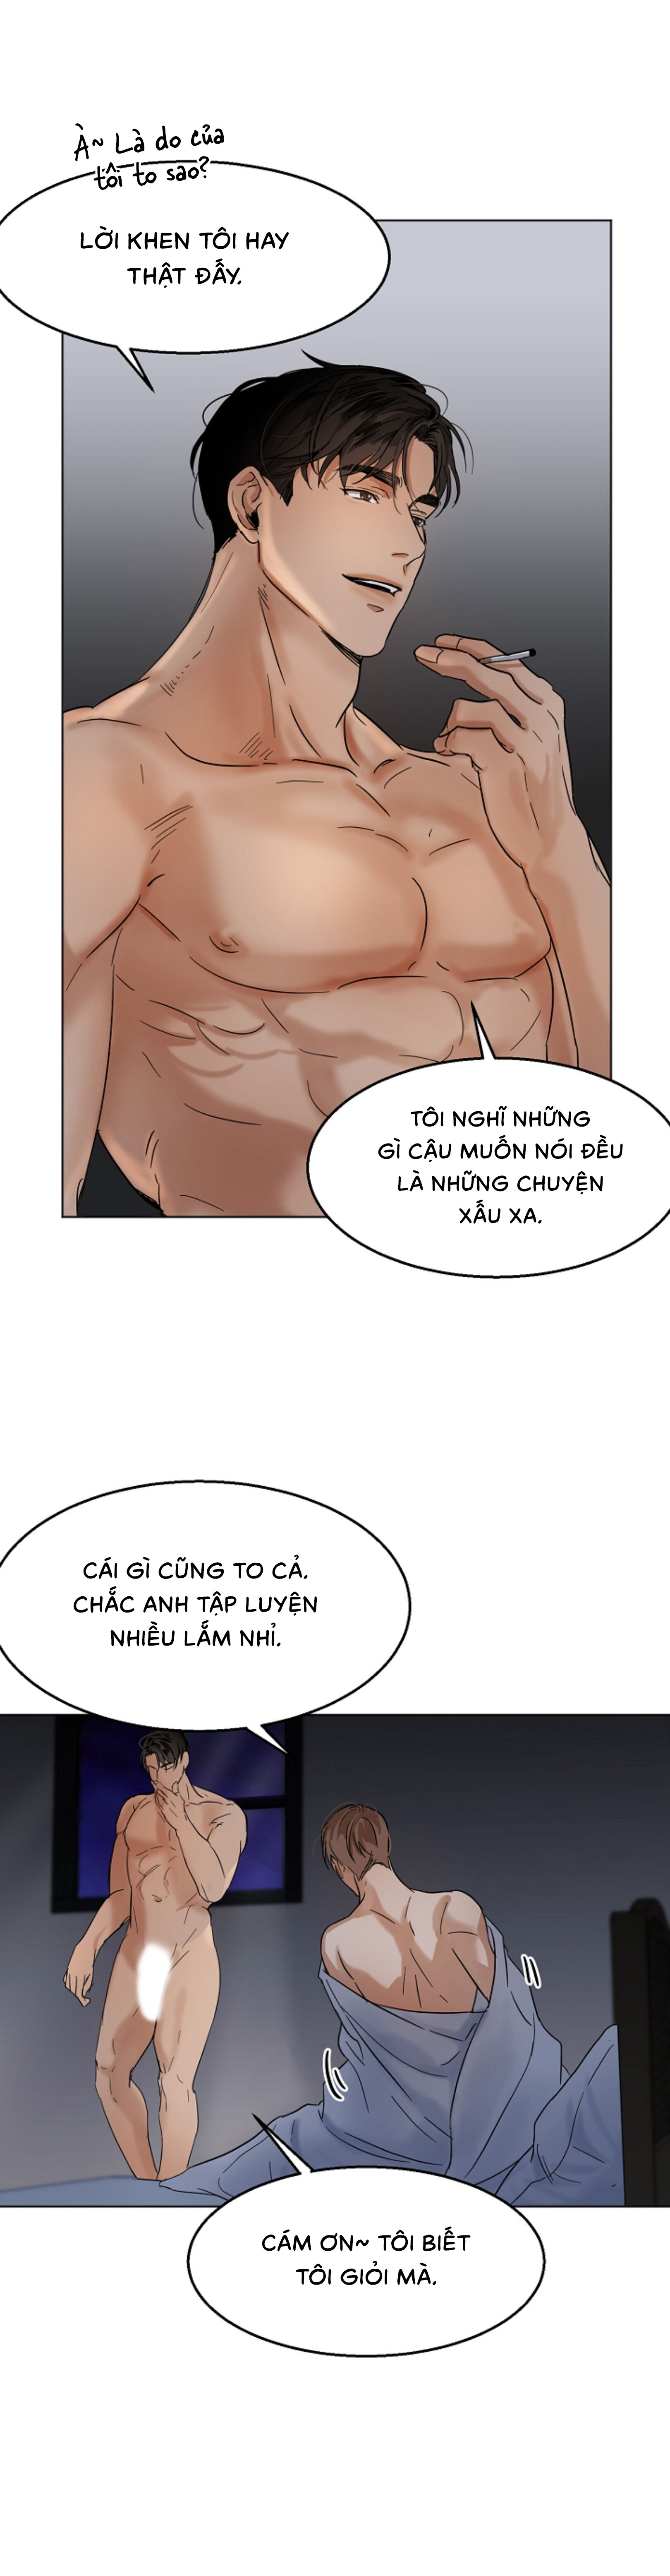 À~ Là do của
tôi to sao?
LỜI KHEN TÔI HAY
THẬT ĐẤY.
TÔI NGHĨ NHỮNG
GÌ CẬU MUỐN NÓI ĐỀU
LÀ NHỮNG CHUYỆN
XẤU XA.
CÁI GÌ CŨNG TO CẢ.
CHẮC ANH TẬP LUYỆN
NHIỀU LẮM NHỈ.
CÁM ƠN~ TÔI BIẾT
TÔI GIỎI MÀ.